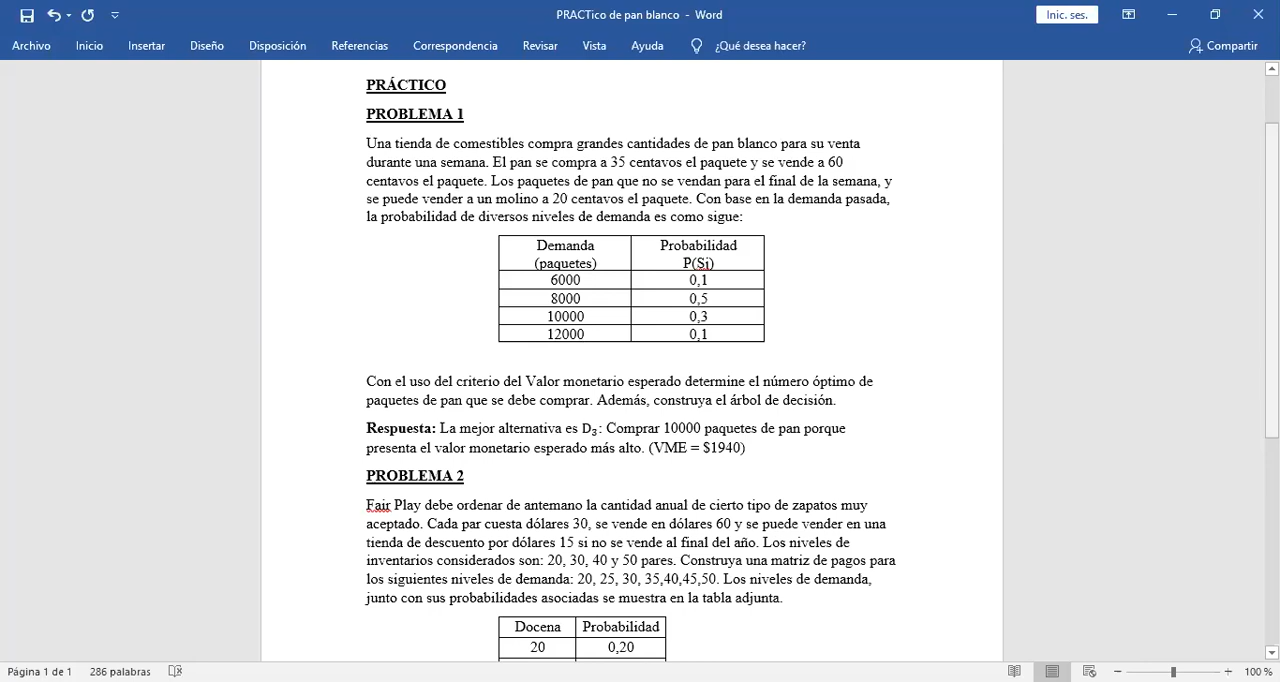 PRACTico de pan blanco - Word
Inic. ses.
Archivo Inicio Insertar Diseño Disposición Referencias Correspondencia Revisar Vista Ayuda ¿Qué desea hacer? Compartir
PRÁCTICO
PROBLEMA 1
Una tienda de comestibles compra grandes cantidades de pan blanco para su venta
durante una semana. El pan se compra a 35 centavos el paquete y se vende a 60
centavos el paquete. Los paquetes de pan que no se vendan para el final de la semana, y
se puede vender a un molino a 20 centavos el paquete. Con base en la demanda pasada,
la probabilidad de diversos niveles de demanda es como sigue:
Demanda Probabilidad
(paquetes) P(Si)
6000 0,1
8000 0,5
10000 0,3
12000 0,1
Con el uso del criterio del Valor monetario esperado determine el número óptimo de
paquetes de pan que se debe comprar. Además, construya el árbol de decisión.
Respuesta: La mejor alternativa es D₃: Comprar 10000 paquetes de pan porque
presenta el valor monetario esperado más alto. (VME = $1940)
PROBLEMA 2
Fair Play debe ordenar de antemano la cantidad anual de cierto tipo de zapatos muy
aceptado. Cada par cuesta dólares 30, se vende en dólares 60 y se puede vender en una
tienda de descuento por dólares 15 si no se vende al final del año. Los niveles de
inventarios considerados son: 20, 30, 40 y 50 pares. Construya una matriz de pagos para
los siguientes niveles de demanda: 20, 25, 30, 35,40,45,50. Los niveles de demanda,
junto con sus probabilidades asociadas se muestra en la tabla adjunta.
Docena Probabilidad
20 0,20
Página 1 de 1 286 palabras 100 %